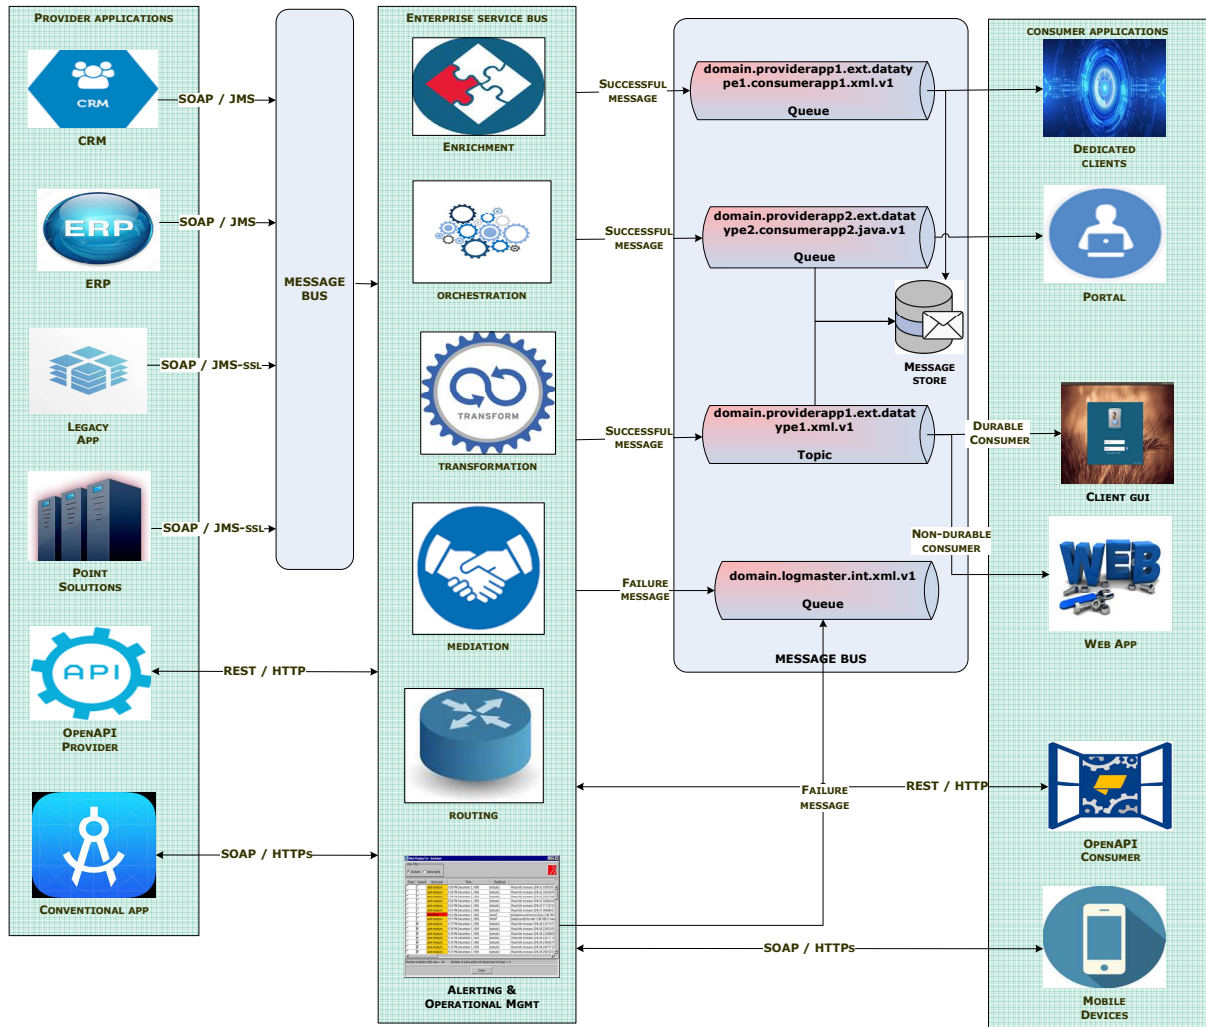 PROVIDER APPLICATIONS
CRM
CRM
ERP
ERP
LEGACY
APP
POINT
SOLUTIONS
API
OPENAPI
PROVIDER
CONVENTIONAL APP
SOAP / JMS
SOAP / JMS
SOAP / JMS-SSL
SOAP / JMS-SSL
REST / HTTP
SOAP / HTTPS
MESSAGE
BUS
ENTERPRISE SERVICE BUS
ENRICHMENT
ORCHESTRATION
TRANSFORM
TRANSFORMATION
MEDIATION
ROUTING
ALERTING &
OPERATIONAL MGMT
SUCCESSFUL
MESSAGE
SUCCESSFUL
MESSAGE
SUCCESSFUL
MESSAGE
FAILURE
MESSAGE
domain.providerapp1.ext.dataty
pe1.consumerapp1.xml.v1
Queue
domain.providerapp2.ext.datat
ype2.consumerapp2.java.v1
Queue
MESSAGE
STORE
domain.providerapp1.ext.datat
ype1.xml.v1
Topic
domain.logmaster.int.xml.v1
Queue
MESSAGE BUS
FAILURE
MESSAGE
DURABLE
CONSUMER
NON-DURABLE
CONSUMER
REST / HTTP
SOAP / HTTPS
CONSUMER APPLICATIONS
DEDICATED
CLIENTS
PORTAL
CLIENT GUI
WEB
WEB APP
OPENAPI
CONSUMER
MOBILE
DEVICES